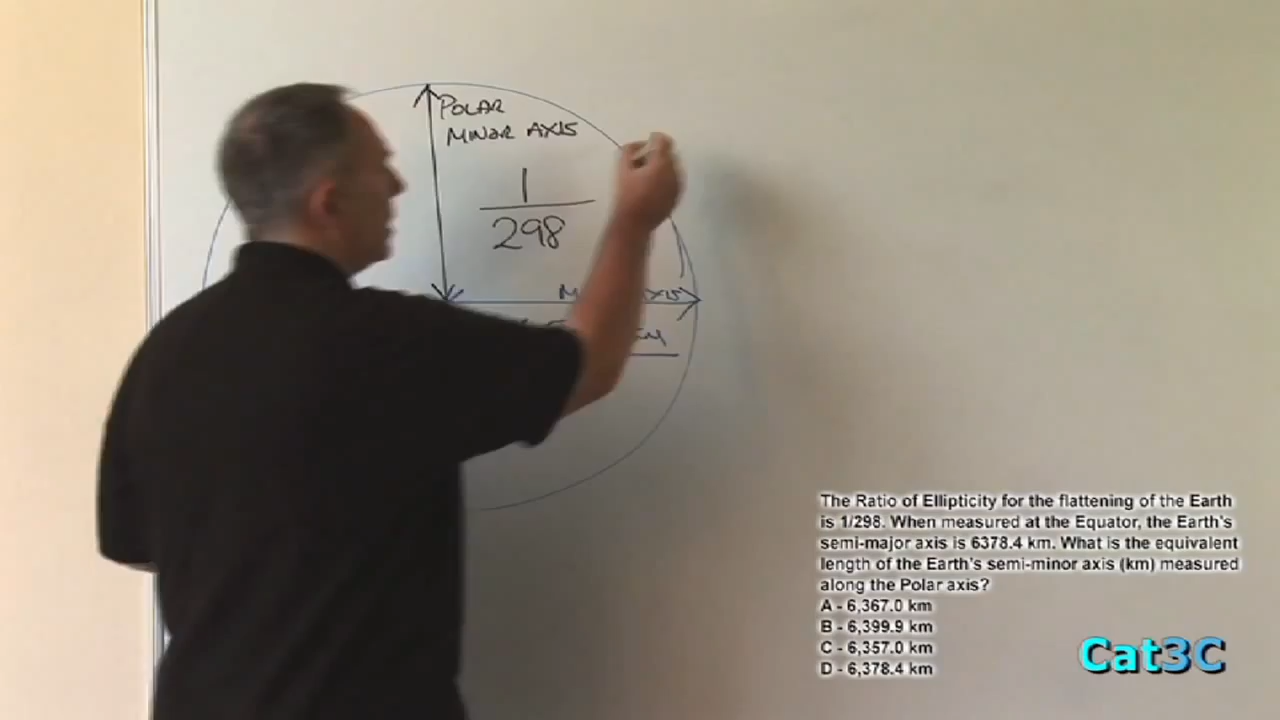 POLAR
MINOR AXIS
1
298
The Ratio of Ellipticity for the flattening of the Earth
is 1/298. When measured at the Equator, the Earth's
semi-major axis is 6378.4 km. What is the equivalent
length of the Earth's semi-minor axis (km) measured
along the Polar axis?
A - 6,367.0 km
B - 6,399.9 km
C - 6,357.0 km
D - 6,378.4 km
Cat3C